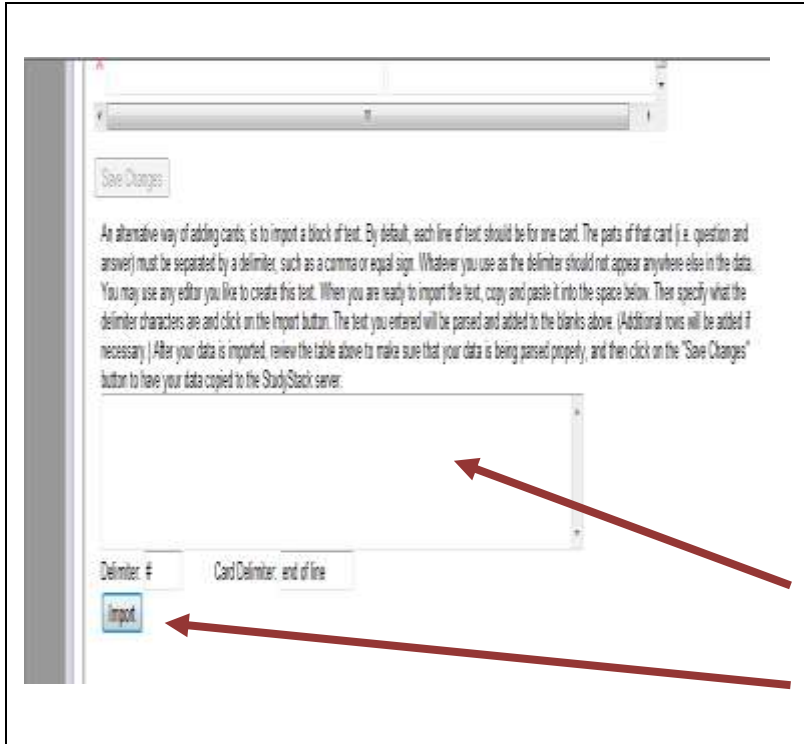 Save Changes
An alternative way of adding cards, is to import a block of text. By default, each line of text should be for one card. The parts of that card (i.e. question and
answer) must be separated by a delimiter, such as a comma or equal sign. Whatever you use as the delimiter should not appear anywhere else in the data.
You may use any editor you like to create this text. When you are ready to import the text, copy and paste it into the space below. Then specify what the
delimiter characters are and click on the Import button. The text you entered will be parsed and added to the blanks above. (Additional rows will be added if
necessary.) After your data is imported, review the table above to make sure that your data is being parsed properly, and then click on the "Save Changes"
button to have your data copied to the StudyStack server.
Delimiter: # Card Delimiter: end of line
Import